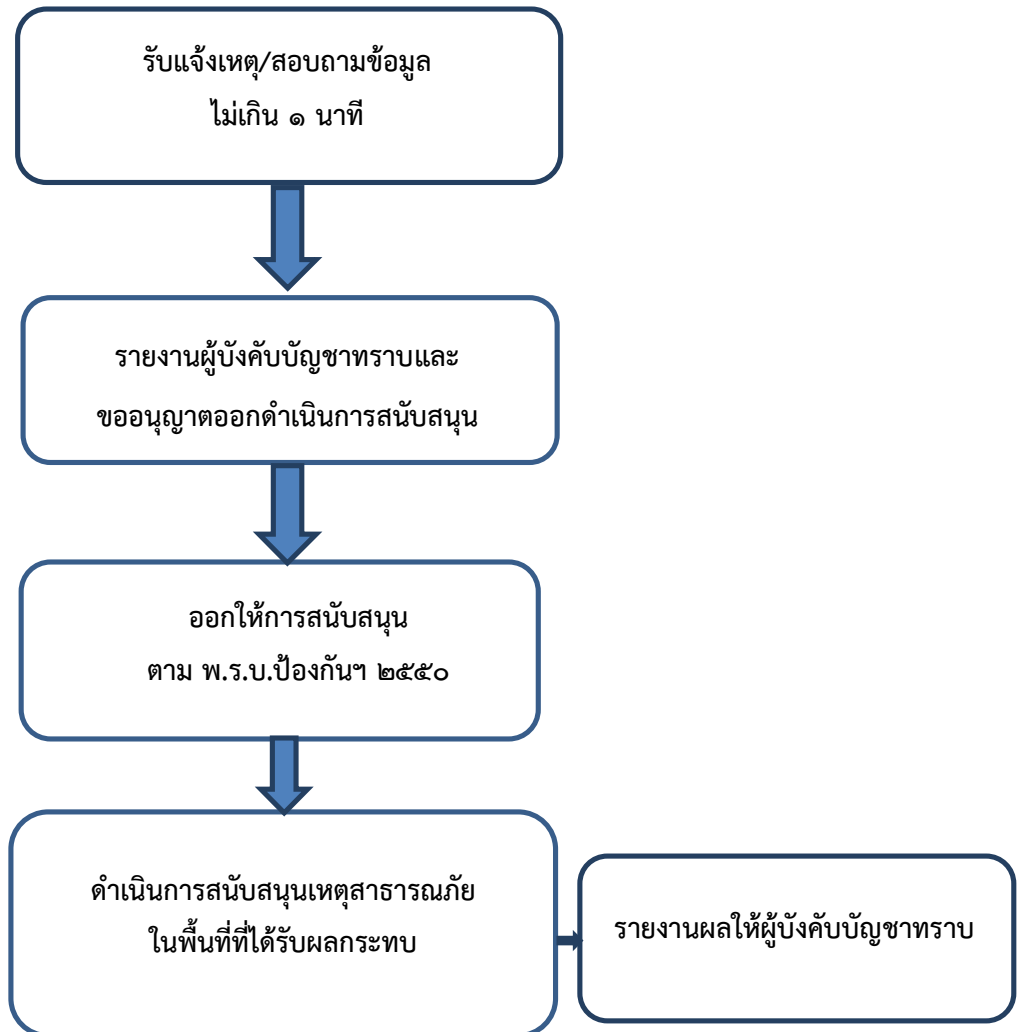 รับแจ้งเหตุ/สอบถามข้อมูล
ไม่เกิน ๑ นาที
รายงานผู้บังคับบัญชาทราบและ
ขออนุญาตออกดำเนินการสนับสนุน
ออกให้การสนับสนุน
ตาม พ.ร.บ.ป้องกันฯ ๒๕๕๐
ดำเนินการสนับสนุนเหตุสาธารณภัย
ในพื้นที่ที่ได้รับผลกระทบ
รายงานผลให้ผู้บังคับบัญชาทราบ